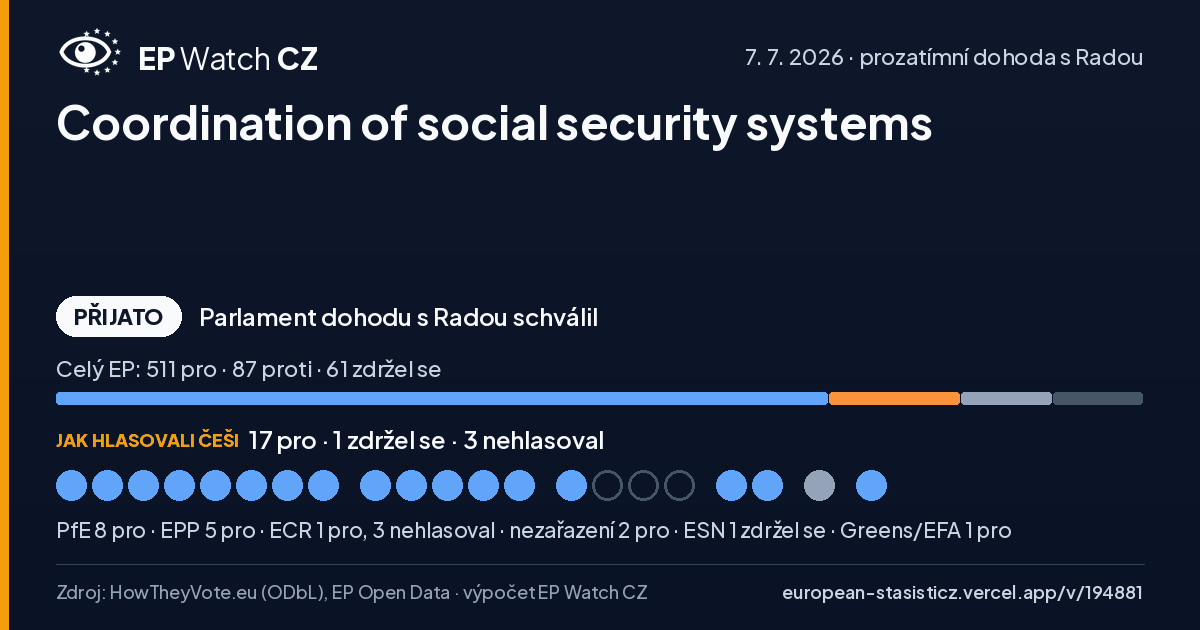 EP Watch CZ
7. 7. 2026 · prozatímní dohoda s Radou
Coordination of social security systems
PŘIJATO Parlament dohodu s Radou schválil
Celý EP: 511 pro · 87 proti · 61 zdržel se
JAK HLASOVALI ČEŠI 17 pro · 1 zdržel se · 3 nehlasoval
PfE 8 pro · EPP 5 pro · ECR 1 pro, 3 nehlasoval · nezařazení 2 pro · ESN 1 zdržel se · Greens/EFA 1 pro
Zdroj: HowTheyVote.eu (ODbL), EP Open Data · výpočet EP Watch CZ
european-stasisticz.vercel.app/v/194881